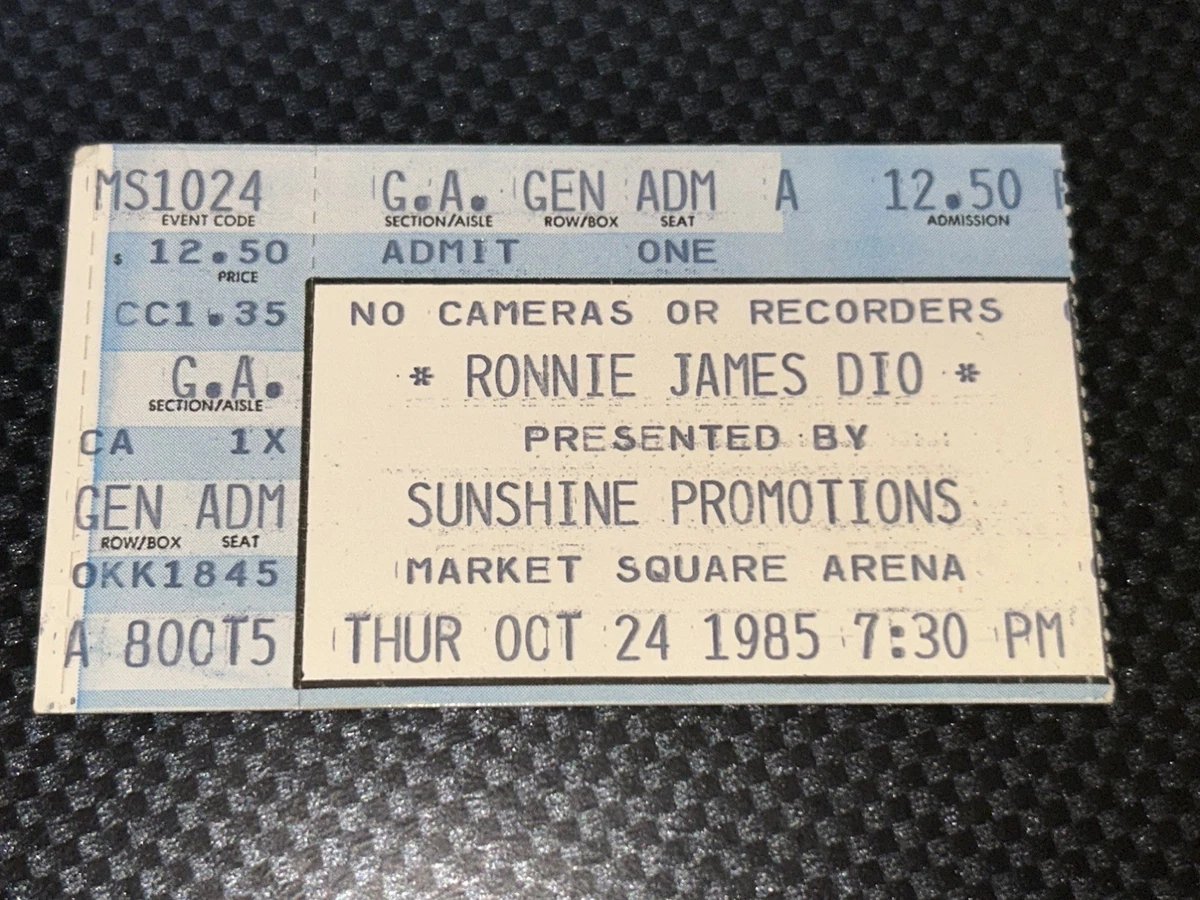 MS1024
EVENT CODE
$ 12.50
PRICE
CC1.35
G.A.
SECTION/AISLE
CA 1X
GEN ADM
ROW/BOX SEAT
OKK1845
A 8OCT5
G.A. GEN ADM A 12.50
SECTION/AISLE ROW/BOX SEAT ADMISSION
ADMIT ONE
NO CAMERAS OR RECORDERS
* RONNIE JAMES DIO *
PRESENTED BY
SUNSHINE PROMOTIONS
MARKET SQUARE ARENA
THUR OCT 24 1985 7:30 PM